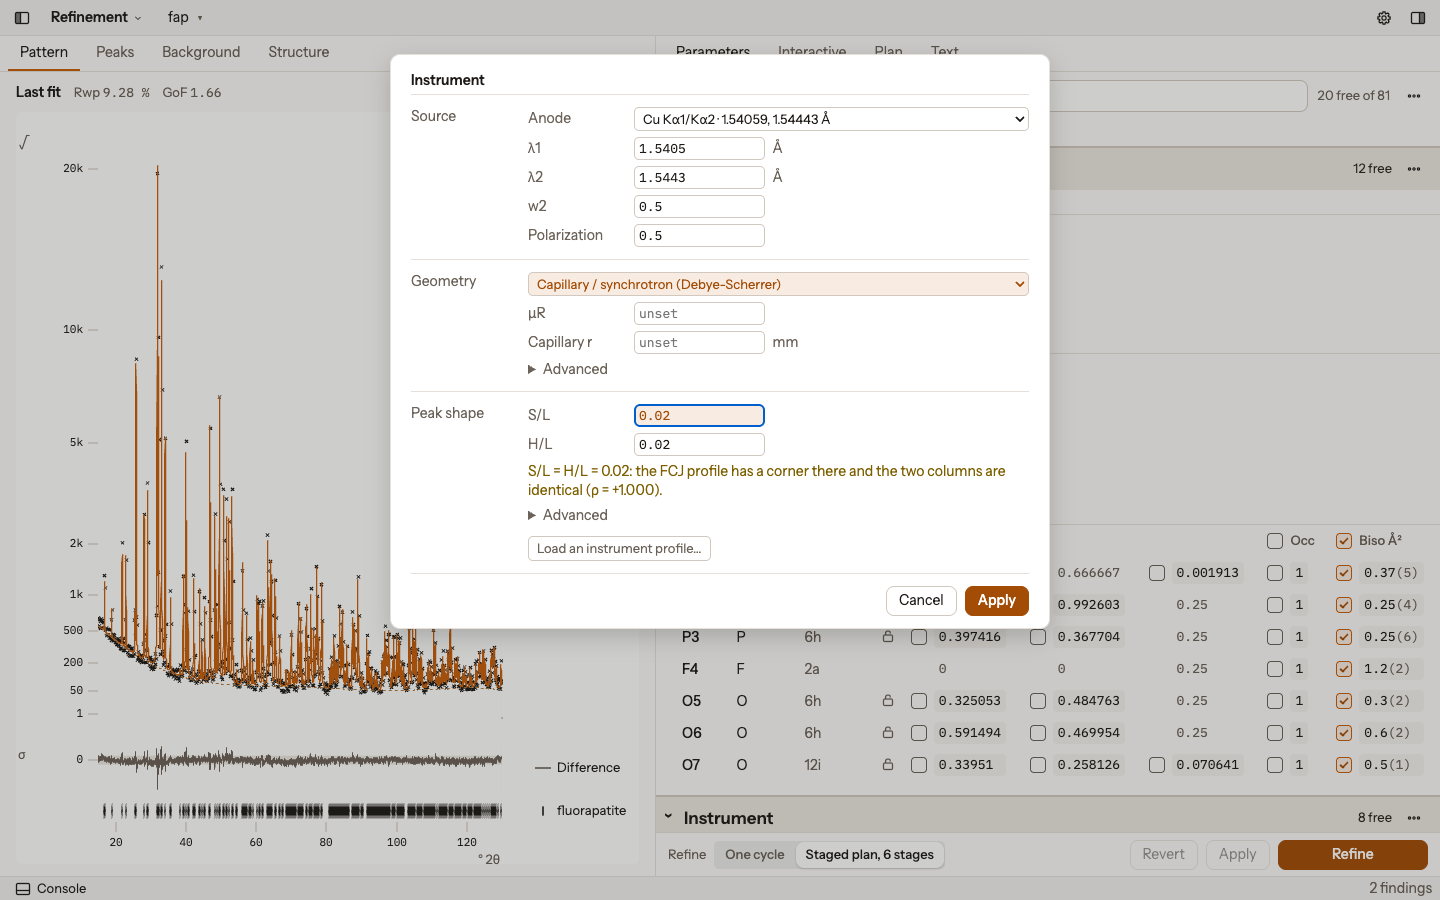 Refinement
fap
Pattern
Peaks
Background
Structure
Parameters
Interactive
Plan
Text
Last fit
Rwp 9.28 %
GoF 1.66
20 free of 81
12 free
√
20k
10k
5k
2k
1k
500
200
50
1
σ
0
20
40
60
80
100
120
° 2θ
Difference
fluorapatite
Instrument
Source
Anode
Cu Kα1/Kα2 · 1.54059, 1.54443 Å
λ1
1.5405
Å
λ2
1.5443
Å
w2
0.5
Polarization
0.5
Geometry
Capillary / synchrotron (Debye-Scherrer)
μR
unset
Capillary r
unset
mm
Advanced
Peak shape
S/L
0.02
H/L
0.02
S/L = H/L = 0.02: the FCJ profile has a corner there and the two columns are
identical (ρ = +1.000).
Advanced
Load an instrument profile...
Cancel
Apply
Occ
Biso Å²
0.666667 0.001913 1 0.37(5)
0.992603 0.25 1 0.25(4)
P3 P 6h 0.397416 0.367704 0.25 1 0.25(6)
F4 F 2a 0 0 0.25 1 1.2(2)
O5 O 6h 0.325053 0.484763 0.25 1 0.3(2)
O6 O 6h 0.591494 0.469954 0.25 1 0.6(2)
O7 O 12i 0.33951 0.258126 0.070641 1 0.5(1)
Instrument
8 free
Refine
One cycle
Staged plan, 6 stages
Revert
Apply
Refine
Console
2 findings